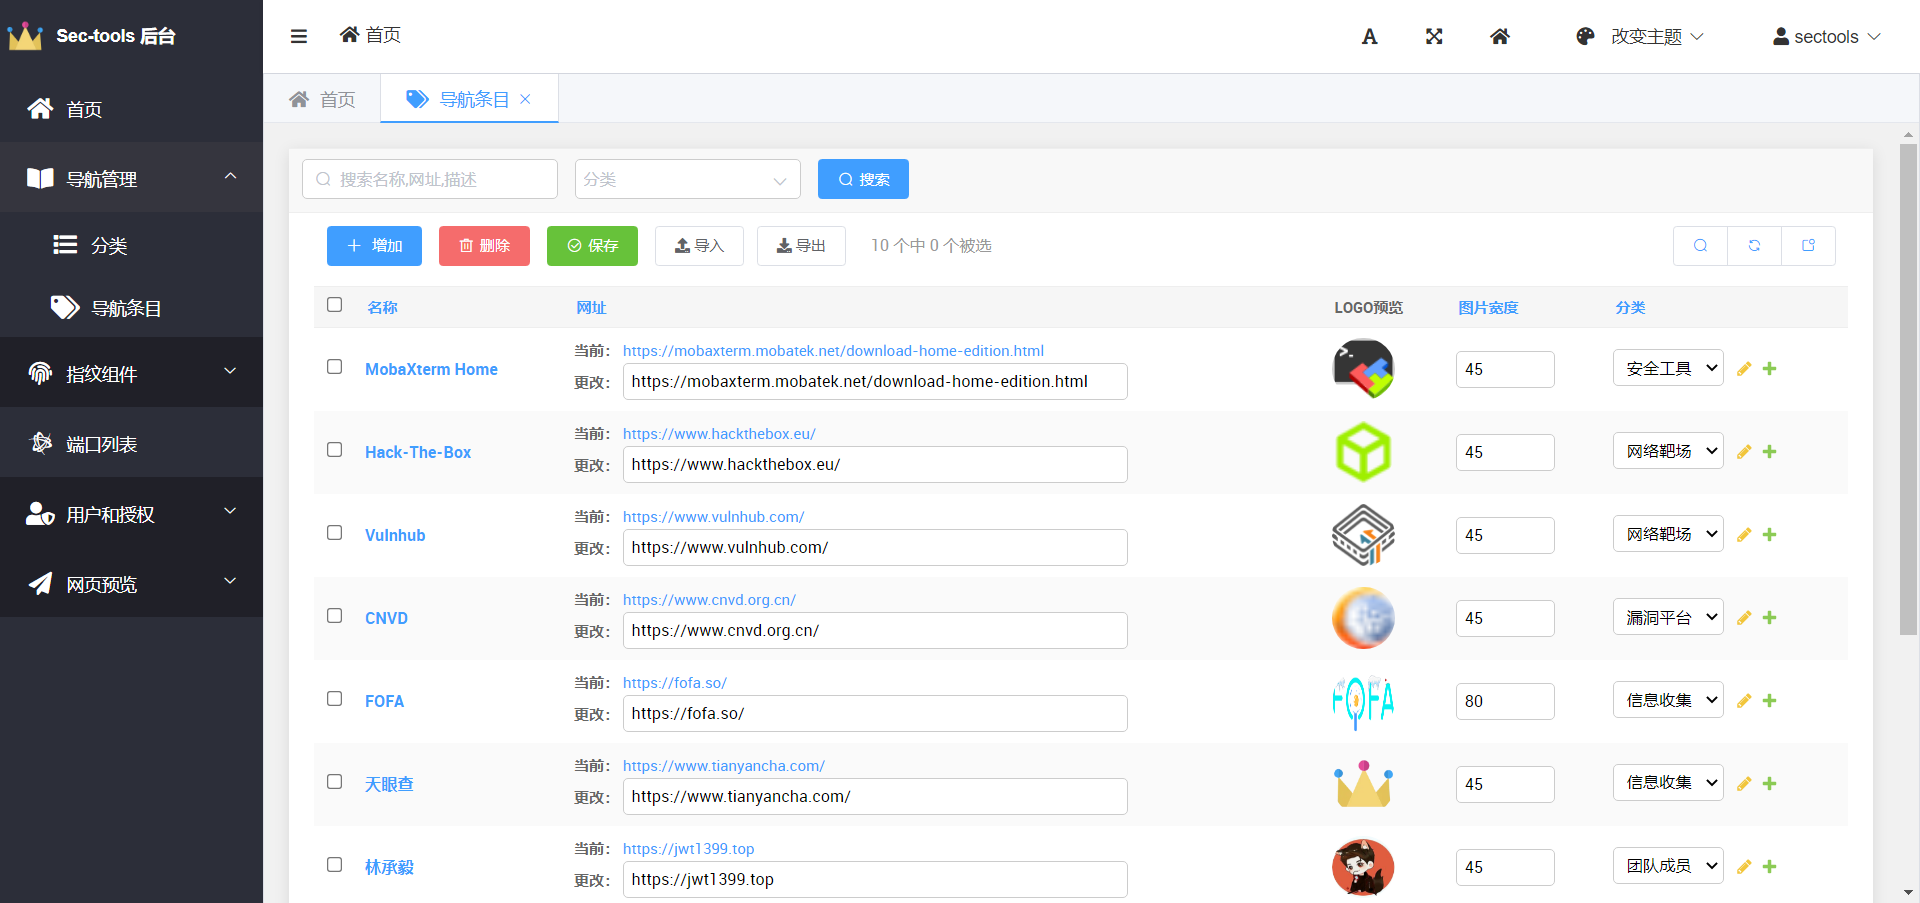 Sec-tools 后台
首页
导航管理
分类
导航条目
指纹组件
端口列表
用户和授权
网页预览
首页
A
改变主题
sectools
首页
导航条目
搜索名称,网址,描述
分类
搜索
增加
删除
保存
导入
导出
10 个中 0 个被选
名称 网址 LOGO预览 图片宽度 分类
当前： https://mobaxterm.mobatek.net/download-home-edition.html
MobaXterm Home 更改： https://mobaxterm.mobatek.net/download-home-edition.html 45 安全工具
当前： https://www.hackthebox.eu/
Hack-The-Box 更改： https://www.hackthebox.eu/ 45 网络靶场
当前： https://www.vulnhub.com/
Vulnhub 更改： https://www.vulnhub.com/ 45 网络靶场
当前： https://www.cnvd.org.cn/
CNVD 更改： https://www.cnvd.org.cn/ 45 漏洞平台
当前： https://fofa.so/
FOFA 更改： https://fofa.so/ FOFA 80 信息收集
当前： https://www.tianyancha.com/
天眼查 更改： https://www.tianyancha.com/ 45 信息收集
当前： https://jwt1399.top
林承毅 更改： https://jwt1399.top 45 团队成员